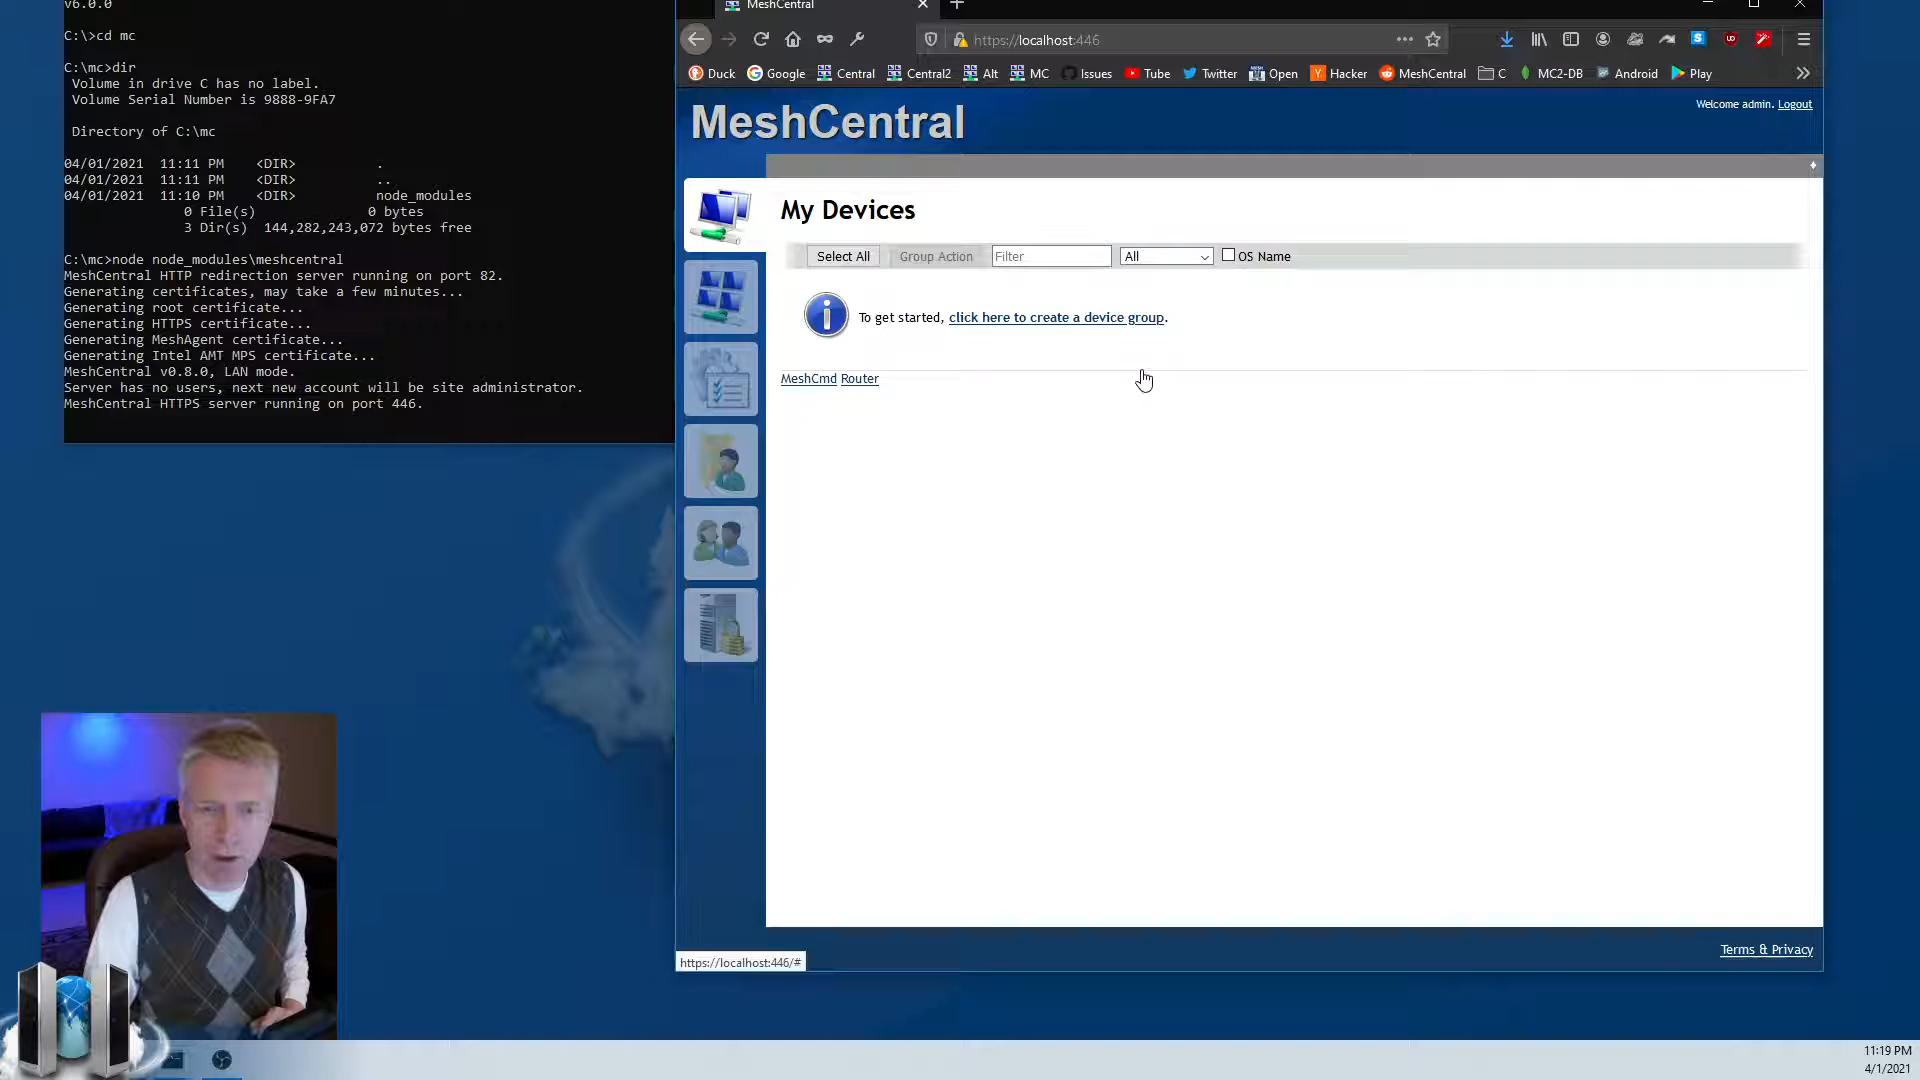 v6.0.0
C:\>cd mc
C:\mc>dir
Volume in drive C has no label.
Volume Serial Number is 9888-9FA7
Directory of C:\mc
04/01/2021  11:11 PM    <DIR>          .
04/01/2021  11:11 PM    <DIR>          ..
04/01/2021  11:10 PM    <DIR>          node_modules
0 File(s)              0 bytes
3 Dir(s)  144,282,243,072 bytes free
C:\mc>node node_modules\meshcentral
MeshCentral HTTP redirection server running on port 82.
Generating certificates, may take a few minutes...
Generating root certificate...
Generating HTTPS certificate...
Generating MeshAgent certificate...
Generating Intel AMT MPS certificate...
MeshCentral v0.8.0, LAN mode.
Server has no users, next new account will be site administrator.
MeshCentral HTTPS server running on port 446.
MeshCentral
https://localhost:446
Duck Google Central Central2 Alt MC Issues Tube Twitter Open Hacker MeshCentral C MC2-DB Android Play
MeshCentral
Welcome admin. Logout
My Devices
Select All Group Action Filter All OS Name
To get started, click here to create a device group.
MeshCmd Router
Terms & Privacy
https://localhost:446/#
11:19 PM
4/1/2021